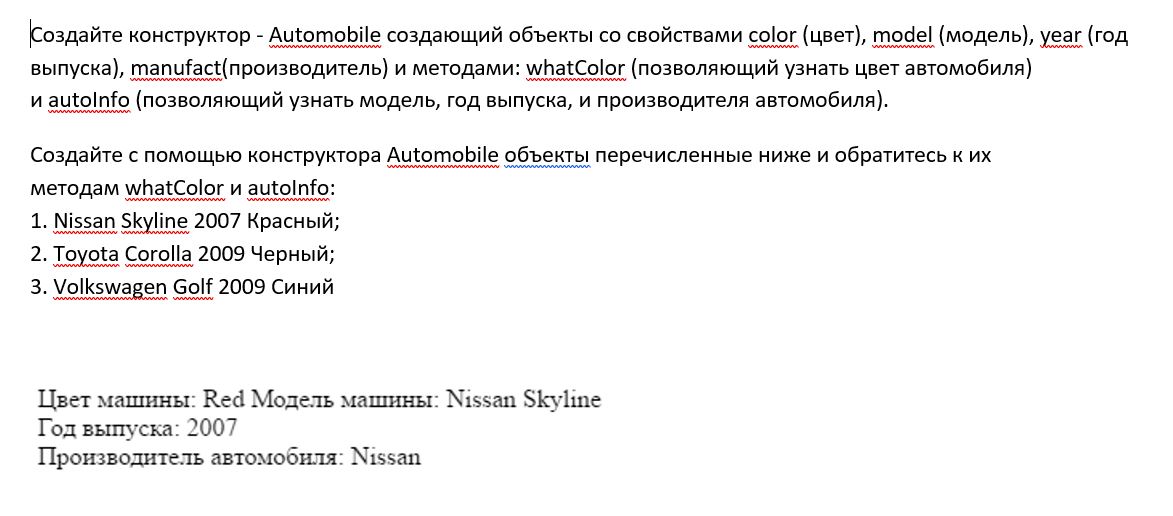 Создайте конструктор - Automobile создающий объекты со свойствами color (цвет), model (модель), year (год
выпуска), manufact(производитель) и методами: whatColor (позволяющий узнать цвет автомобиля)
и autoInfo (позволяющий узнать модель, год выпуска, и производителя автомобиля).
Создайте с помощью конструктора Automobile объекты перечисленные ниже и обратитесь к их
методам whatColor и autoInfo:
1. Nissan Skyline 2007 Красный;
2. Toyota Corolla 2009 Черный;
3. Volkswagen Golf 2009 Синий
Цвет машины: Red Модель машины: Nissan Skyline
Год выпуска: 2007
Производитель автомобиля: Nissan